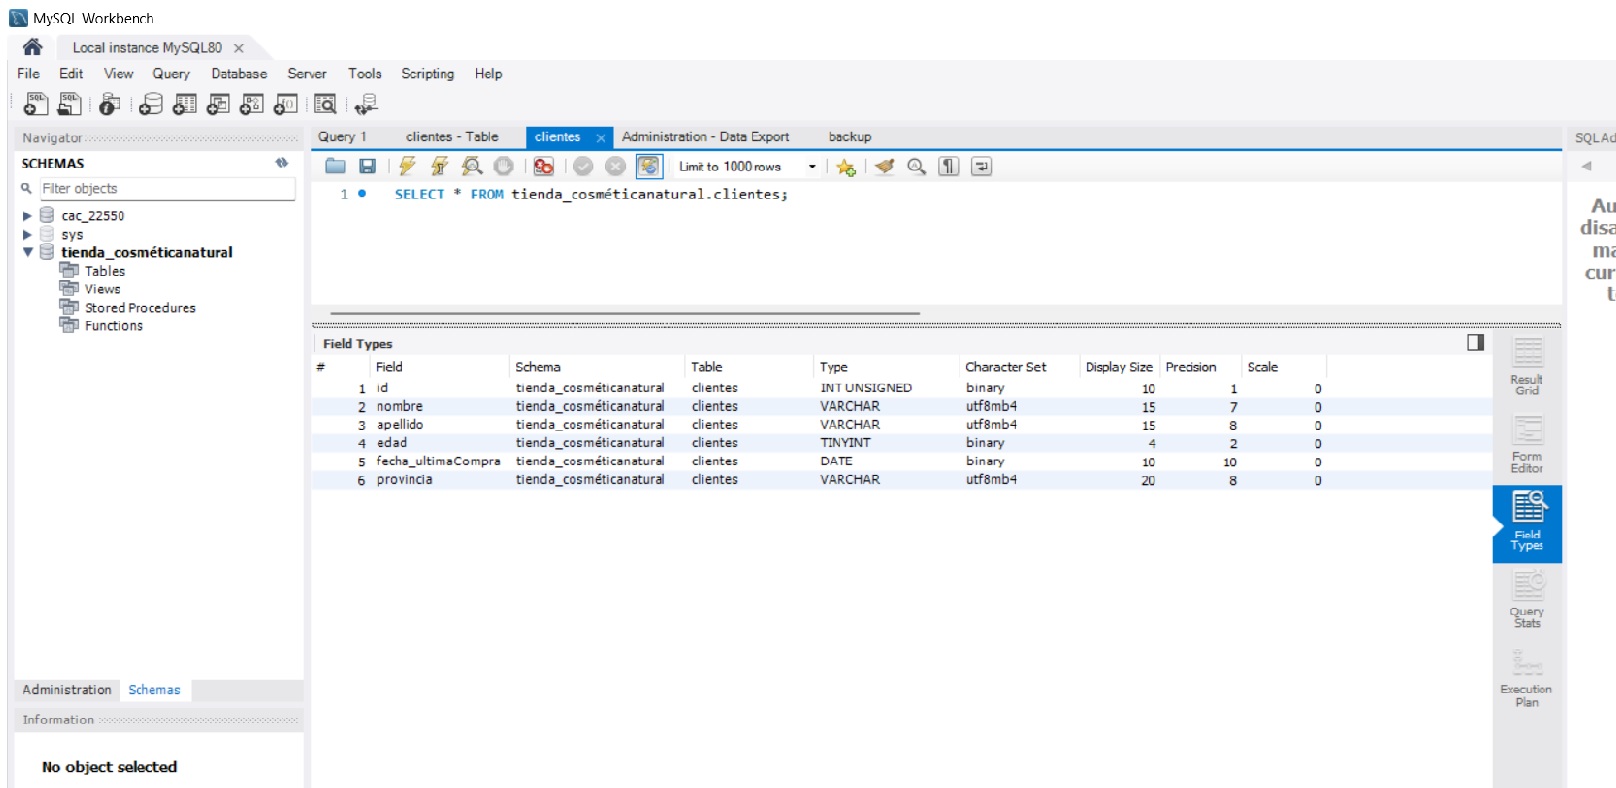 MySQL Workbench
Local instance MySQL80
File Edit View Query Database Server Tools Scripting Help
Navigator
SCHEMAS
Filter objects
cac_22550
sys
tienda_cosméticanatural
Tables
Views
Stored Procedures
Functions
Administration Schemas
Information
No object selected
Query 1 clientes - Table clientes Administration - Data Export backup
Limit to 1000 rows
1 SELECT * FROM tienda_cosméticanatural.clientes;
Field Types
# Field Schema Table Type Character Set Display Size Precision Scale
1 id tienda_cosméticanatural clientes INT UNSIGNED binary 10 1 0
2 nombre tienda_cosméticanatural clientes VARCHAR utf8mb4 15 7 0
3 apellido tienda_cosméticanatural clientes VARCHAR utf8mb4 15 8 0
4 edad tienda_cosméticanatural clientes TINYINT binary 4 2 0
5 fecha_ultimaCompra tienda_cosméticanatural clientes DATE binary 10 10 0
6 provincia tienda_cosméticanatural clientes VARCHAR utf8mb4 20 8 0
Result
Grid
Form
Editor
Field
Types
Query
Stats
Execution
Plan
SQLAd
Au
disa
ma
cur
t